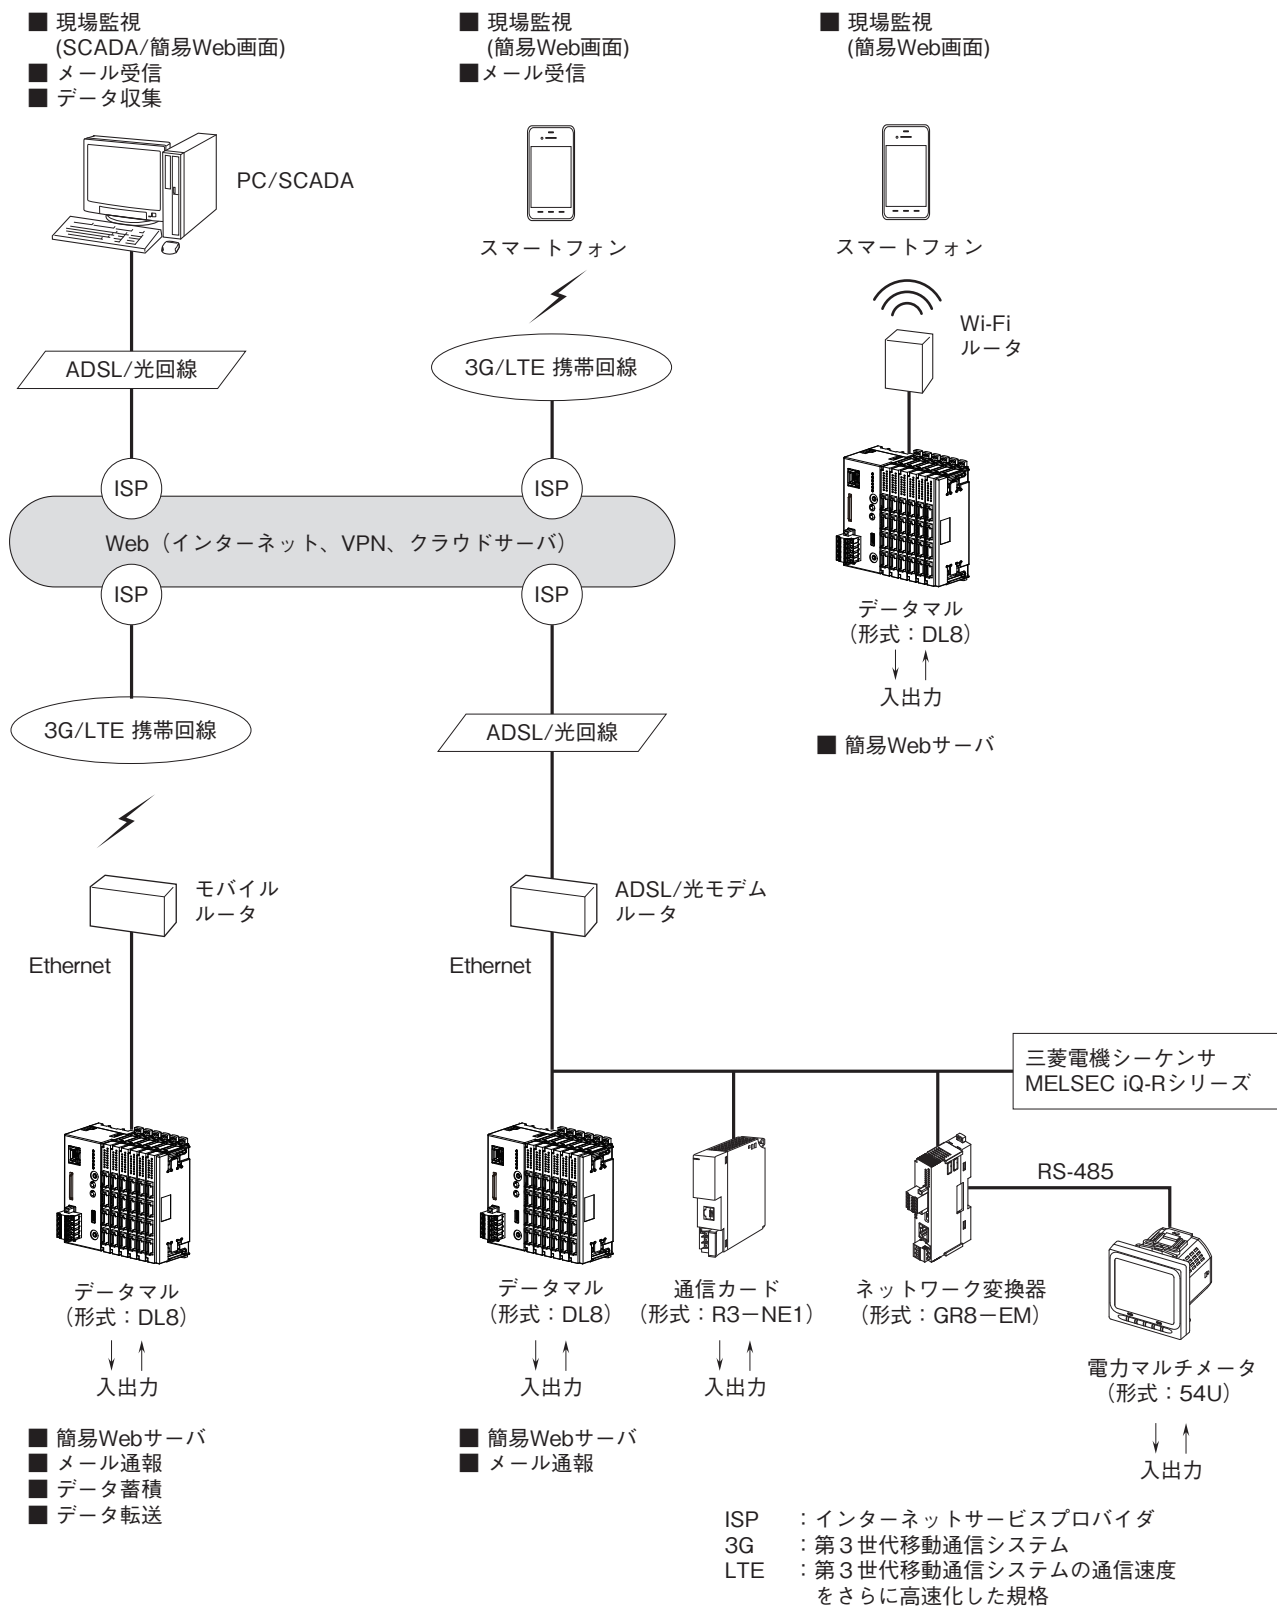 ■ 現場監視
(SCADA/簡易Web画面)
■ メール受信
■ データ収集
PC/SCADA
■ 現場監視
(簡易Web画面)
■メール受信
スマートフォン
■ 現場監視
(簡易Web画面)
スマートフォン
Wi-Fi
ルータ
ADSL/光回線
3G/LTE 携帯回線
ISP
ISP
Web（インターネット、VPN、クラウドサーバ）
ISP
ISP
データマル
（形式：DL8）
↓ ↑
入出力
■ 簡易Webサーバ
3G/LTE 携帯回線
ADSL/光回線
モバイル
ルータ
ADSL/光モデム
ルータ
Ethernet
Ethernet
三菱電機シーケンサ
MELSEC iQ-Rシリーズ
RS-485
データマル
（形式：DL8）
↓ ↑
入出力
データマル
（形式：DL8）
↓ ↑
入出力
通信カード
（形式：R3－NE1）
↓ ↑
入出力
ネットワーク変換器
（形式：GR8－EM）
電力マルチメータ
（形式：54U）
↓ ↑
入出力
■ 簡易Webサーバ
■ メール通報
■ データ蓄積
■ データ転送
■ 簡易Webサーバ
■ メール通報
ISP ：インターネットサービスプロバイダ
3G ：第３世代移動通信システム
LTE ：第３世代移動通信システムの通信速度
をさらに高速化した規格